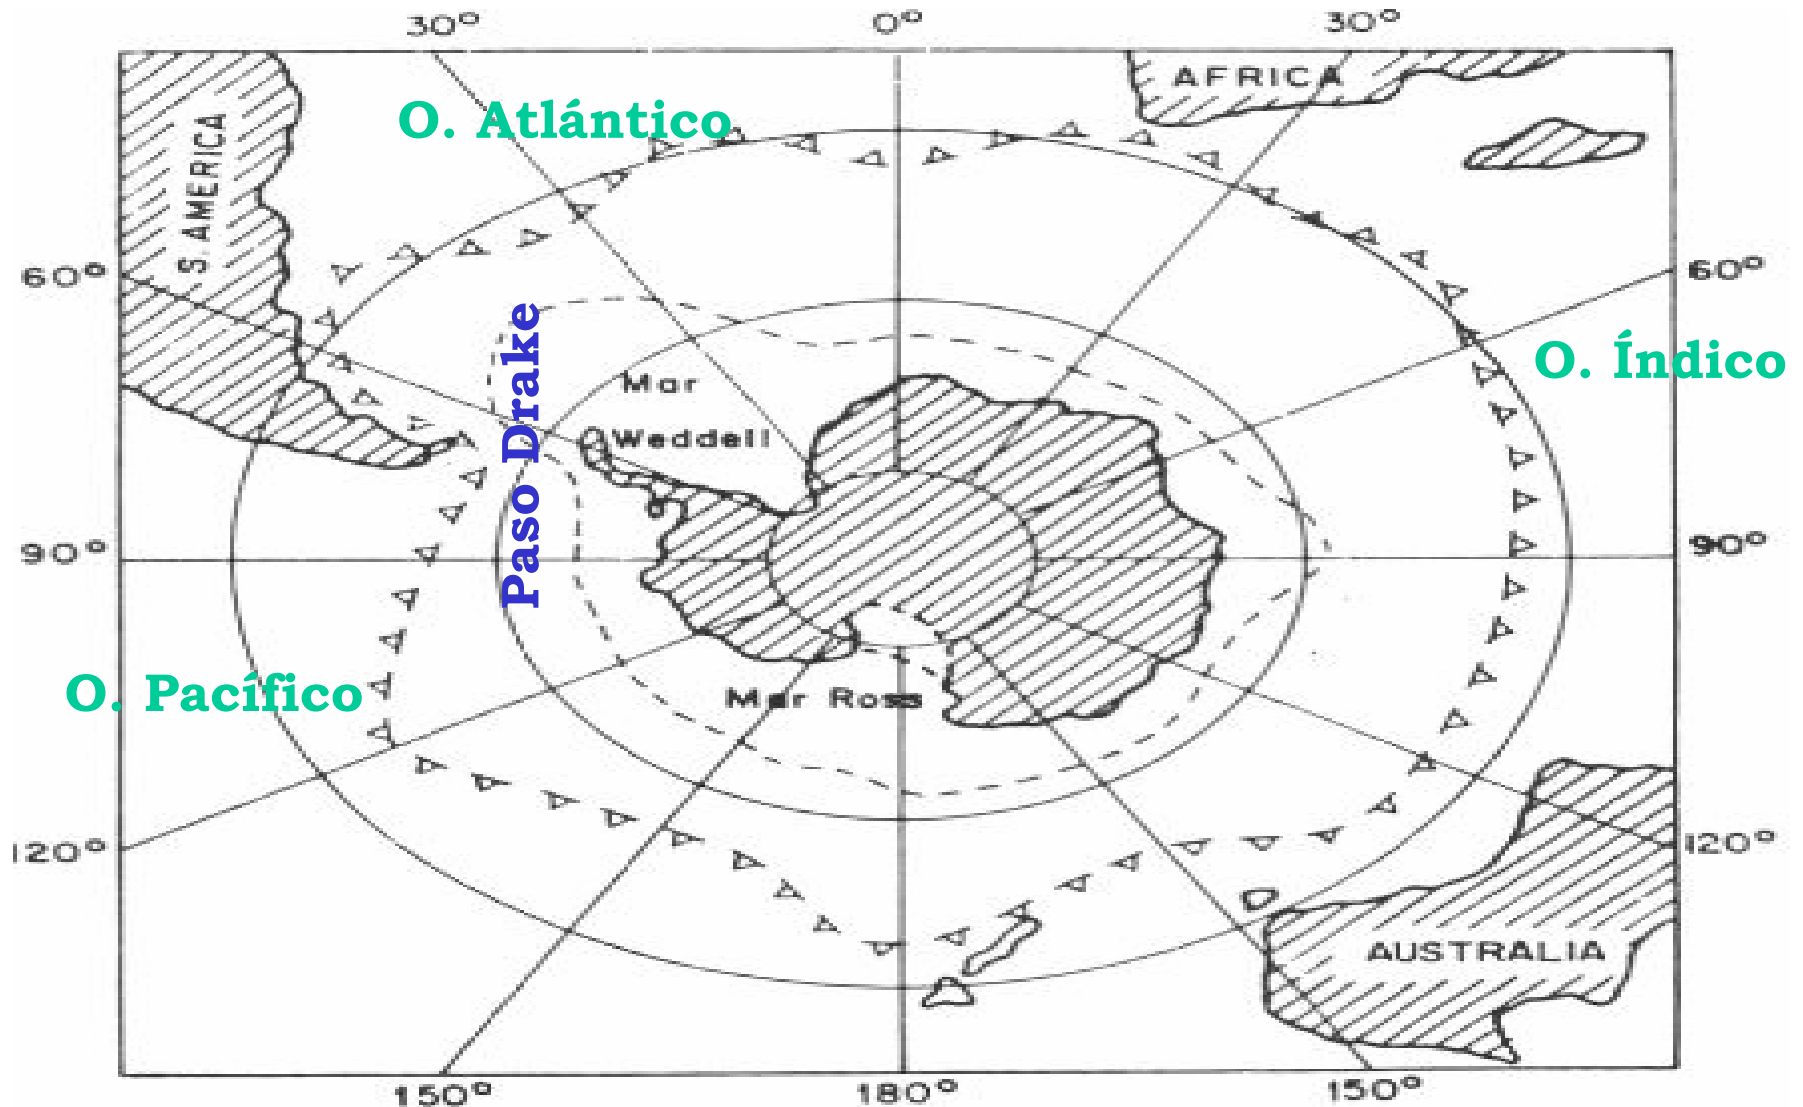 30° 0° 30°
AFRICA
O. Atlántico
S. AMERICA
60° 60°
O. Índico
Paso Drake
Mar
Weddell
90° 90°
O. Pacífico
Mar Ross
120° 120°
AUSTRALIA
150° 180° 150°